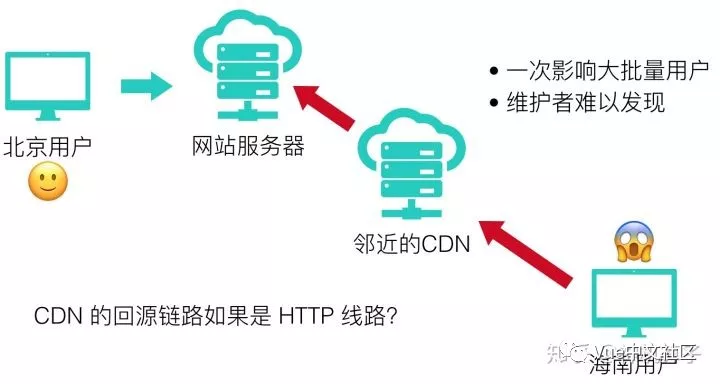 • 一次影响大批量用户
• 维护者难以发现
北京用户
网站服务器
邻近的CDN
CDN 的回源链路如果是 HTTP 线路?
Vue中文社区
海南用户